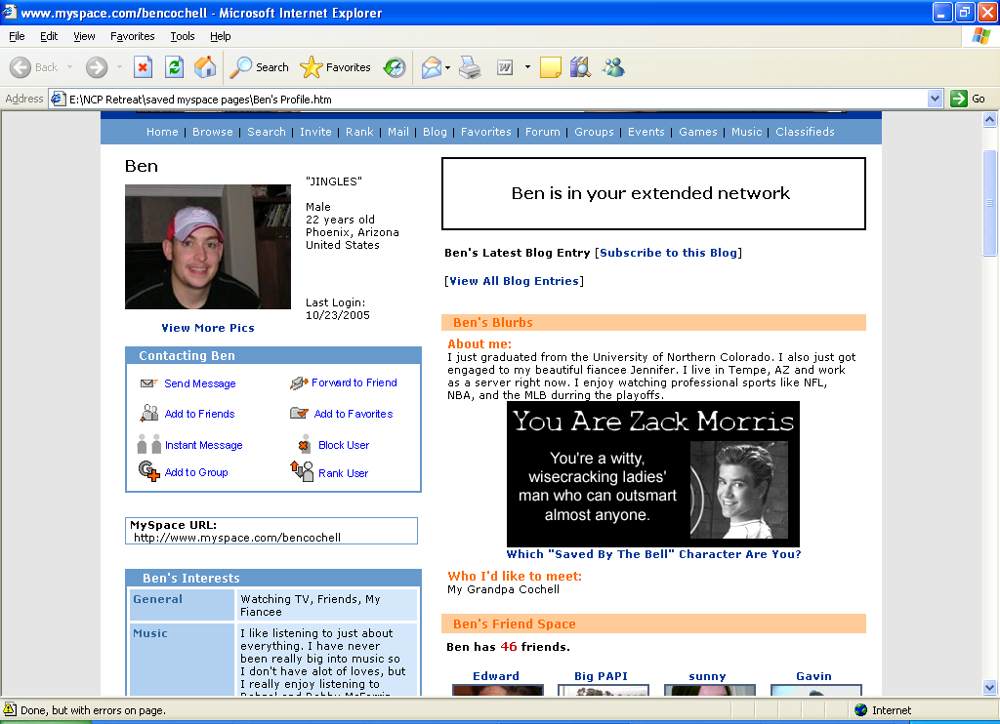 www.myspace.com/bencochell - Microsoft Internet Explorer
File Edit View Favorites Tools Help
Back Search Favorites
Address E:\NCP Retreat\saved myspace pages\Ben's Profile.htm Go
Home | Browse | Search | Invite | Rank | Mail | Blog | Favorites | Forum | Groups | Events | Games | Music | Classifieds
Ben
"JINGLES"
Male
22 years old
Phoenix, Arizona
United States
Last Login:
10/23/2005
View More Pics
Contacting Ben
Send Message Forward to Friend
Add to Friends Add to Favorites
Instant Message Block User
Add to Group Rank User
MySpace URL:
http://www.myspace.com/bencochell
Ben's Interests
General Watching TV, Friends, My
Fiancee
Music I like listening to just about
everything. I have never
been really big into music so
I don't have alot of loves, but
I really enjoy listening to
Ben is in your extended network
Ben's Latest Blog Entry [Subscribe to this Blog]
[View All Blog Entries]
Ben's Blurbs
About me:
I just graduated from the University of Northern Colorado. I also just got
engaged to my beautiful fiancee Jennifer. I live in Tempe, AZ and work
as a server right now. I enjoy watching professional sports like NFL,
NBA, and the MLB durring the playoffs.
You Are Zack Morris
You're a witty,
wisecracking ladies'
man who can outsmart
almost anyone.
Which "Saved By The Bell" Character Are You?
Who I'd like to meet:
My Grandpa Cochell
Ben's Friend Space
Ben has 46 friends.
Edward Big PAPI sunny Gavin
Done, but with errors on page. Internet